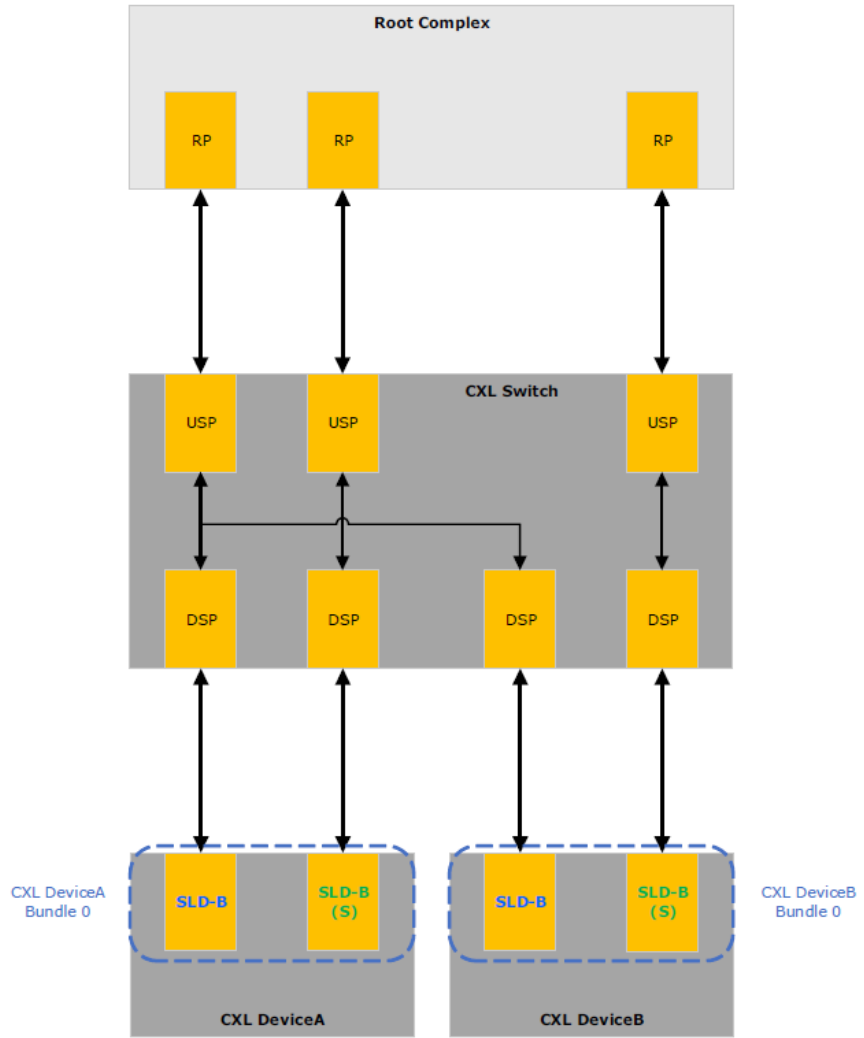 Root Complex
RP
RP
RP
CXL Switch
USP
USP
USP
DSP
DSP
DSP
DSP
CXL DeviceA
Bundle 0
SLD-B
SLD-B
(S)
SLD-B
SLD-B
(S)
CXL DeviceB
Bundle 0
CXL DeviceA
CXL DeviceB